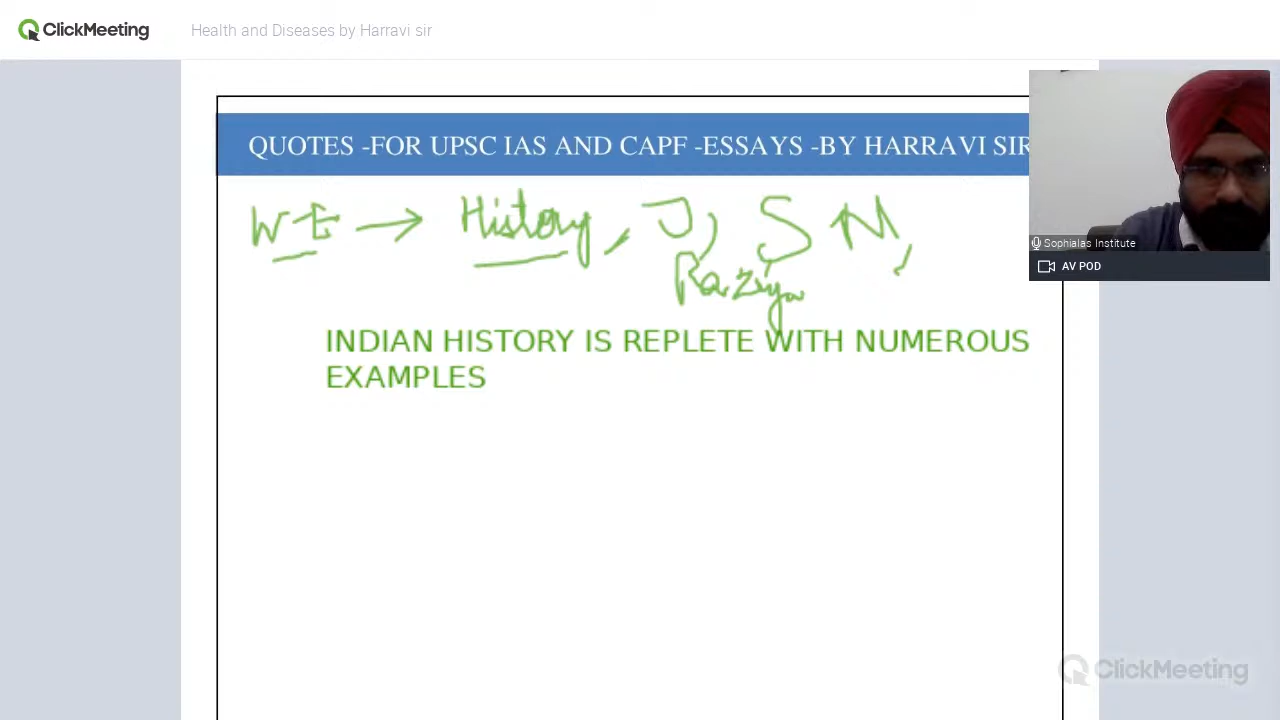 ClickMeeting Health and Diseases by Harravi sir
QUOTES -FOR UPSC IAS AND CAPF -ESSAYS -BY HARRAVI SIR
WE → History, J, S N,
Raziya
Sophialas Institute
AV POD
INDIAN HISTORY IS REPLETE WITH NUMEROUS
EXAMPLES
ClickMeeting